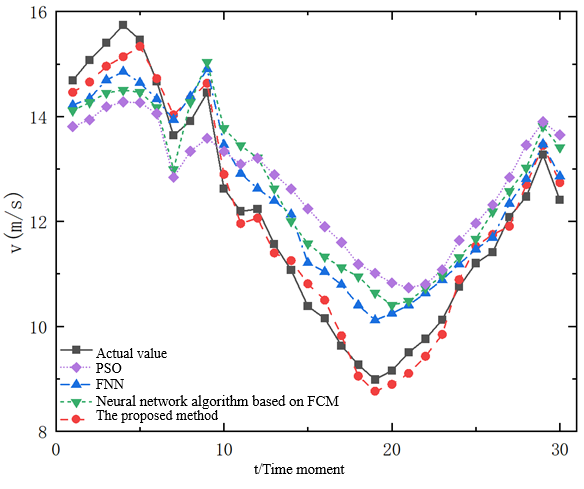 16
14
12
10
8
v(m/s)
Actual value
PSO
FNN
Neural network algorithm based on FCM
The proposed method
0 10 20 30
t/Time moment